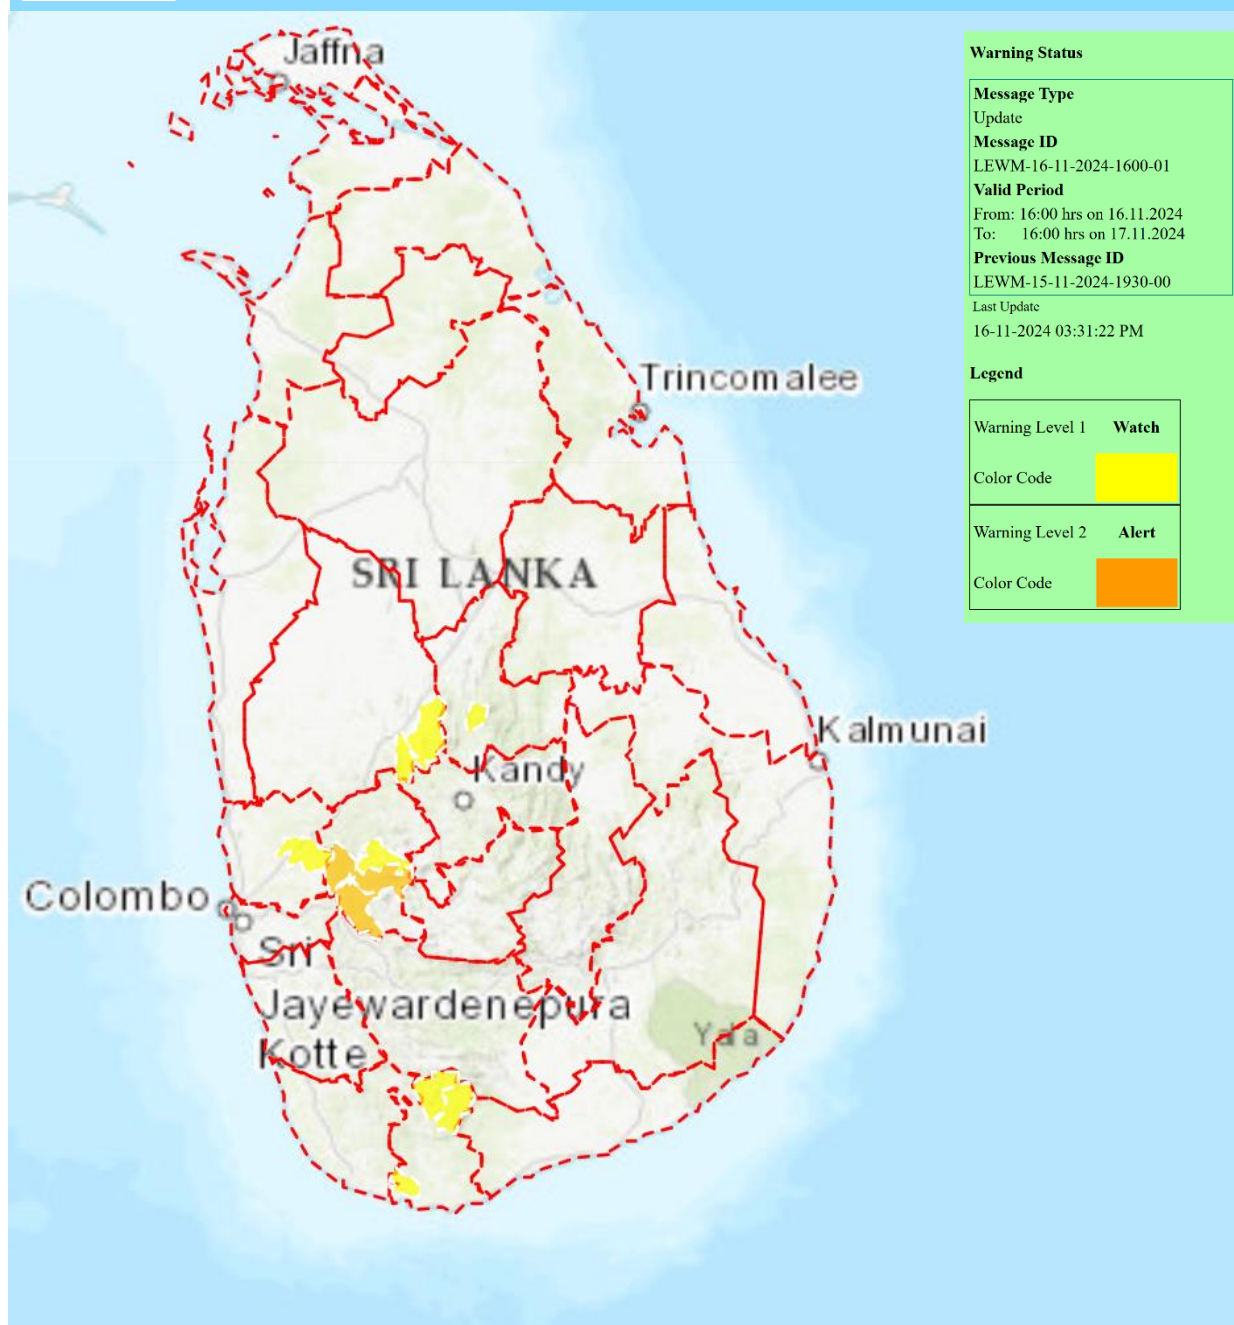 Jaffna
Trincomalee
SRI LANKA
Kalmunai
Kandy
Colombo
Sri
Jayewardenepura
Kotte
Yala
Warning Status
Message Type
Update
Message ID
LEWM-16-11-2024-1600-01
Valid Period
From: 16:00 hrs on 16.11.2024
To: 16:00 hrs on 17.11.2024
Previous Message ID
LEWM-15-11-2024-1930-00
Last Update
16-11-2024 03:31:22 PM
Legend
Warning Level 1 Watch
Color Code
Warning Level 2 Alert
Color Code